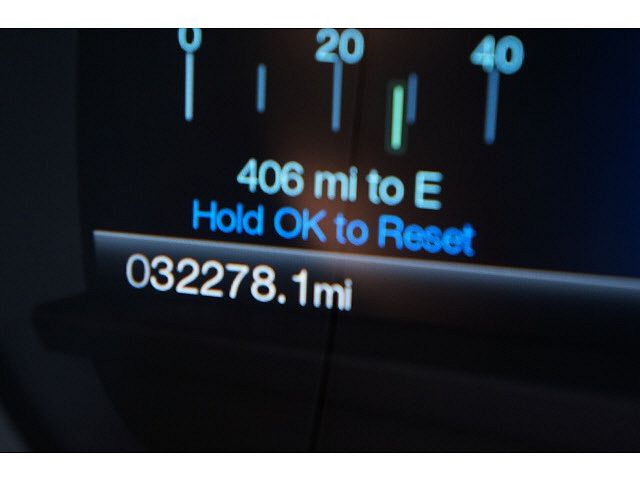 0 20 40
406 mi to E
Hold OK to Reset
032278.1mi